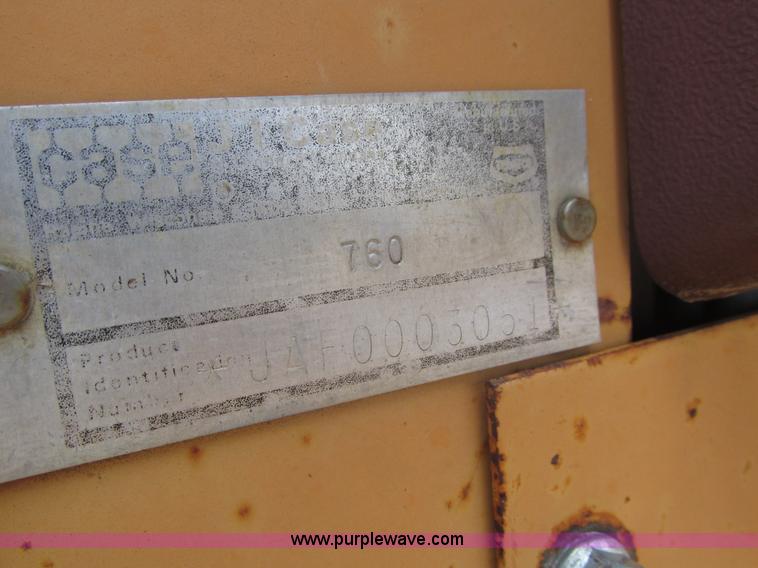 case J I Case
Model No. 760
Product
Identification
Number
JAF0003051
www.purplewave.com